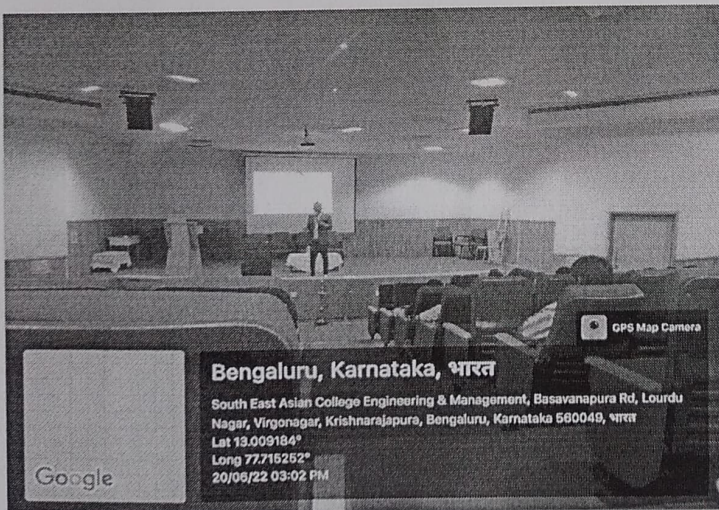 GPS Map Camera
Bengaluru, Karnataka, भारत
South East Asian College Engineering & Management, Basavanapura Rd, Lourdu
Nagar, Virgonagar, Krishnarajapura, Bengaluru, Karnataka 560049, भारत
Lat 13.009184°
Long 77.715252°
20/06/22 03:02 PM
Google